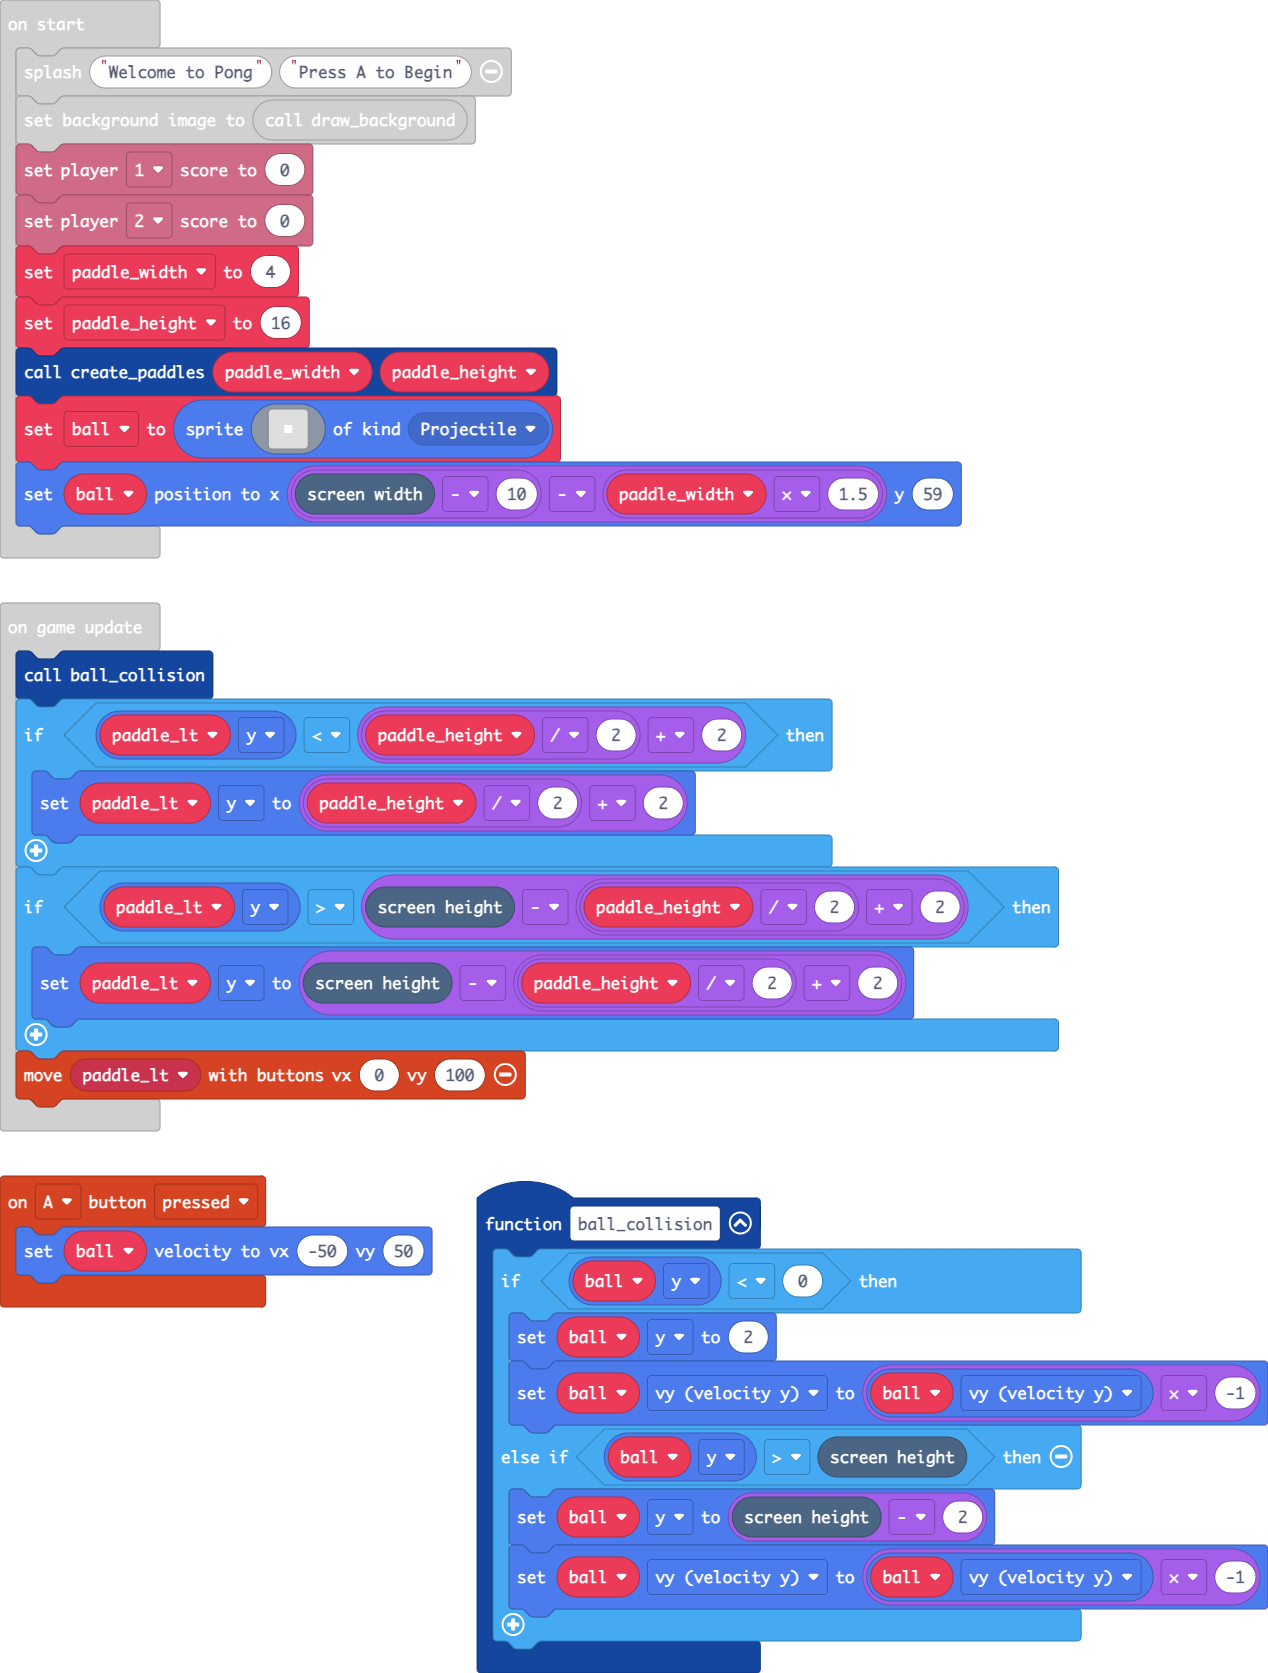 on start
splash "Welcome to Pong" "Press A to Begin"
set background image to call draw_background
set player 1 score to 0
set player 2 score to 0
set paddle_width to 4
set paddle_height to 16
call create_paddles paddle_width paddle_height
set ball to sprite of kind Projectile
set ball position to x screen width - 10 - paddle_width × 1.5 y 59
on game update
call ball_collision
if paddle_lt y < paddle_height / 2 + 2 then
set paddle_lt y to paddle_height / 2 + 2
if paddle_lt y > screen height - paddle_height / 2 + 2 then
set paddle_lt y to screen height - paddle_height / 2 + 2
move paddle_lt with buttons vx 0 vy 100
on A button pressed
set ball velocity to vx -50 vy 50
function ball_collision
if ball y < 0 then
set ball y to 2
set ball vy (velocity y) to ball vy (velocity y) × -1
else if ball y > screen height then
set ball y to screen height - 2
set ball vy (velocity y) to ball vy (velocity y) × -1